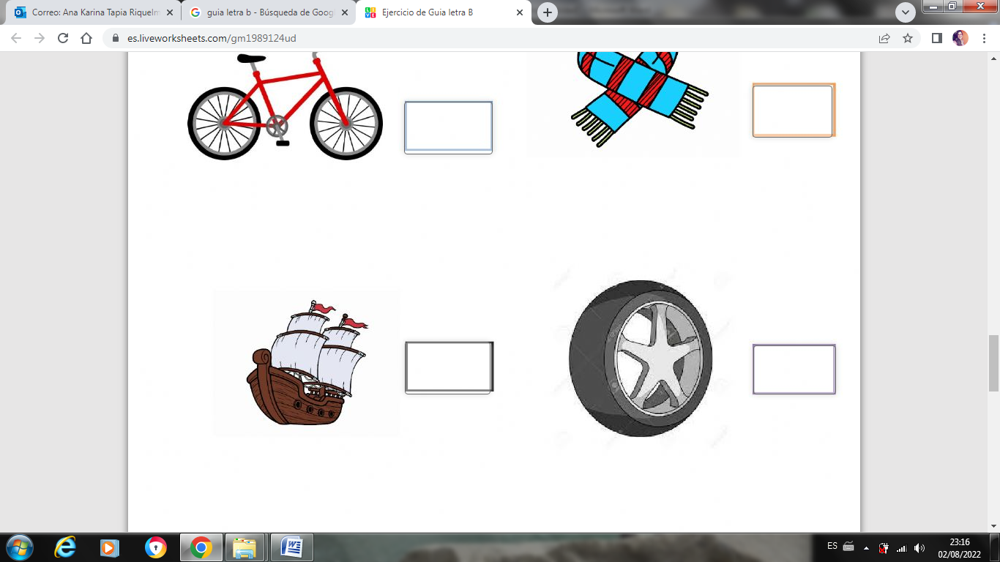 Correo: Ana Karina Tapia Riquelm
guia letra b - Búsqueda de Goog
LIVE
Ejercicio de Guia letra B
es.liveworksheets.com/gm1989124ud
ES
23:16
02/08/2022